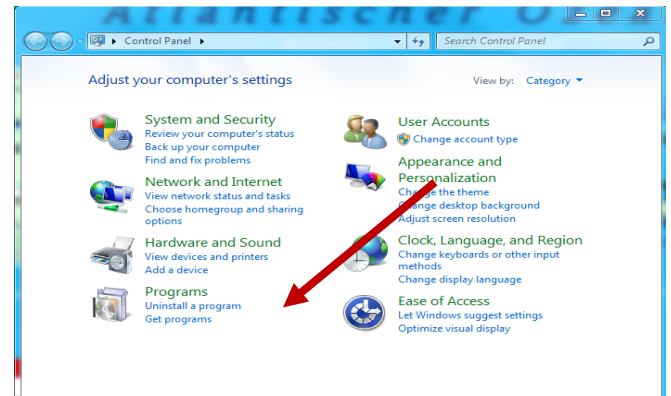 Atlantischer O
Control Panel
Search Control Panel
Adjust your computer's settings
View by: Category
System and Security
Review your computer's status
Back up your computer
Find and fix problems
Network and Internet
View network status and tasks
Choose homegroup and sharing
options
Hardware and Sound
View devices and printers
Add a device
Programs
Uninstall a program
Get programs
User Accounts
Change account type
Appearance and
Personalization
Change the theme
Change desktop background
Adjust screen resolution
Clock, Language, and Region
Change keyboards or other input
methods
Change display language
Ease of Access
Let Windows suggest settings
Optimize visual display